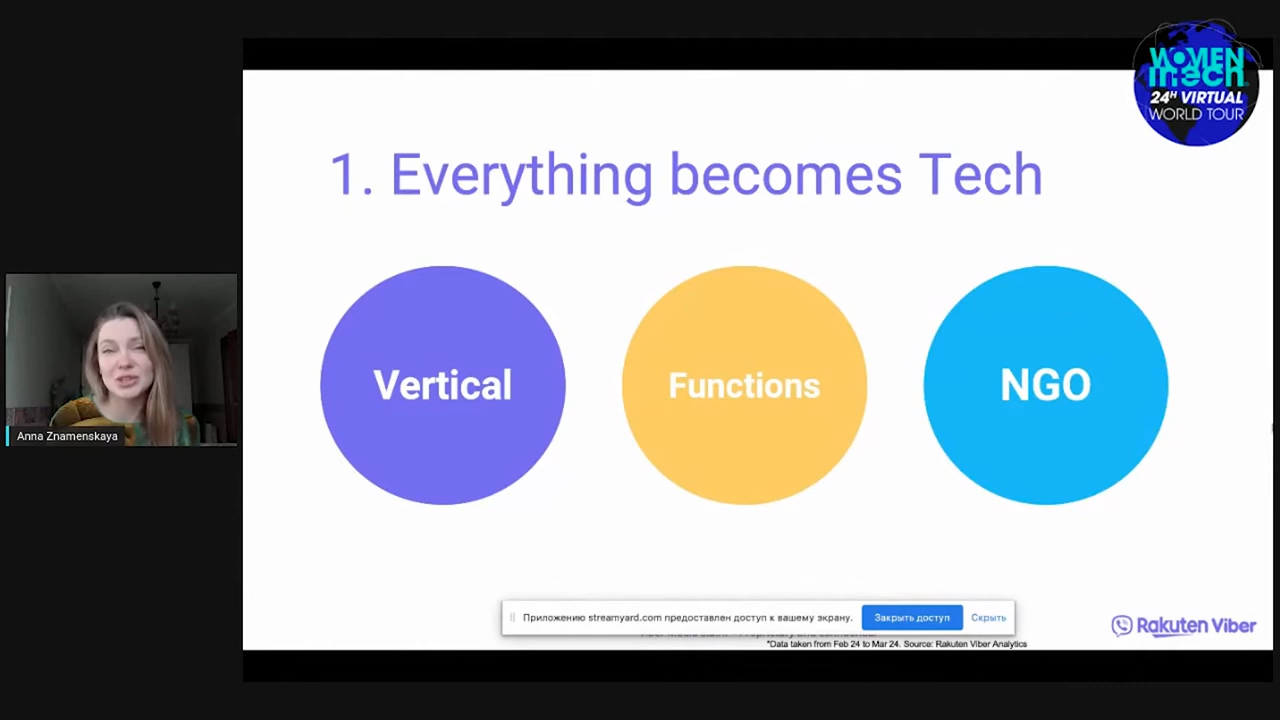 WOMEN
in tech
24H VIRTUAL
WORLD TOUR
1. Everything becomes Tech
Vertical
Functions
NGO
Anna Znamenskaya
Приложению streamyard.com предоставлен доступ к вашему экрану.
Закрыть доступ
Скрыть
*Data taken from Feb 24 to Mar 24. Source: Rakuten Viber Analytics
Rakuten Viber